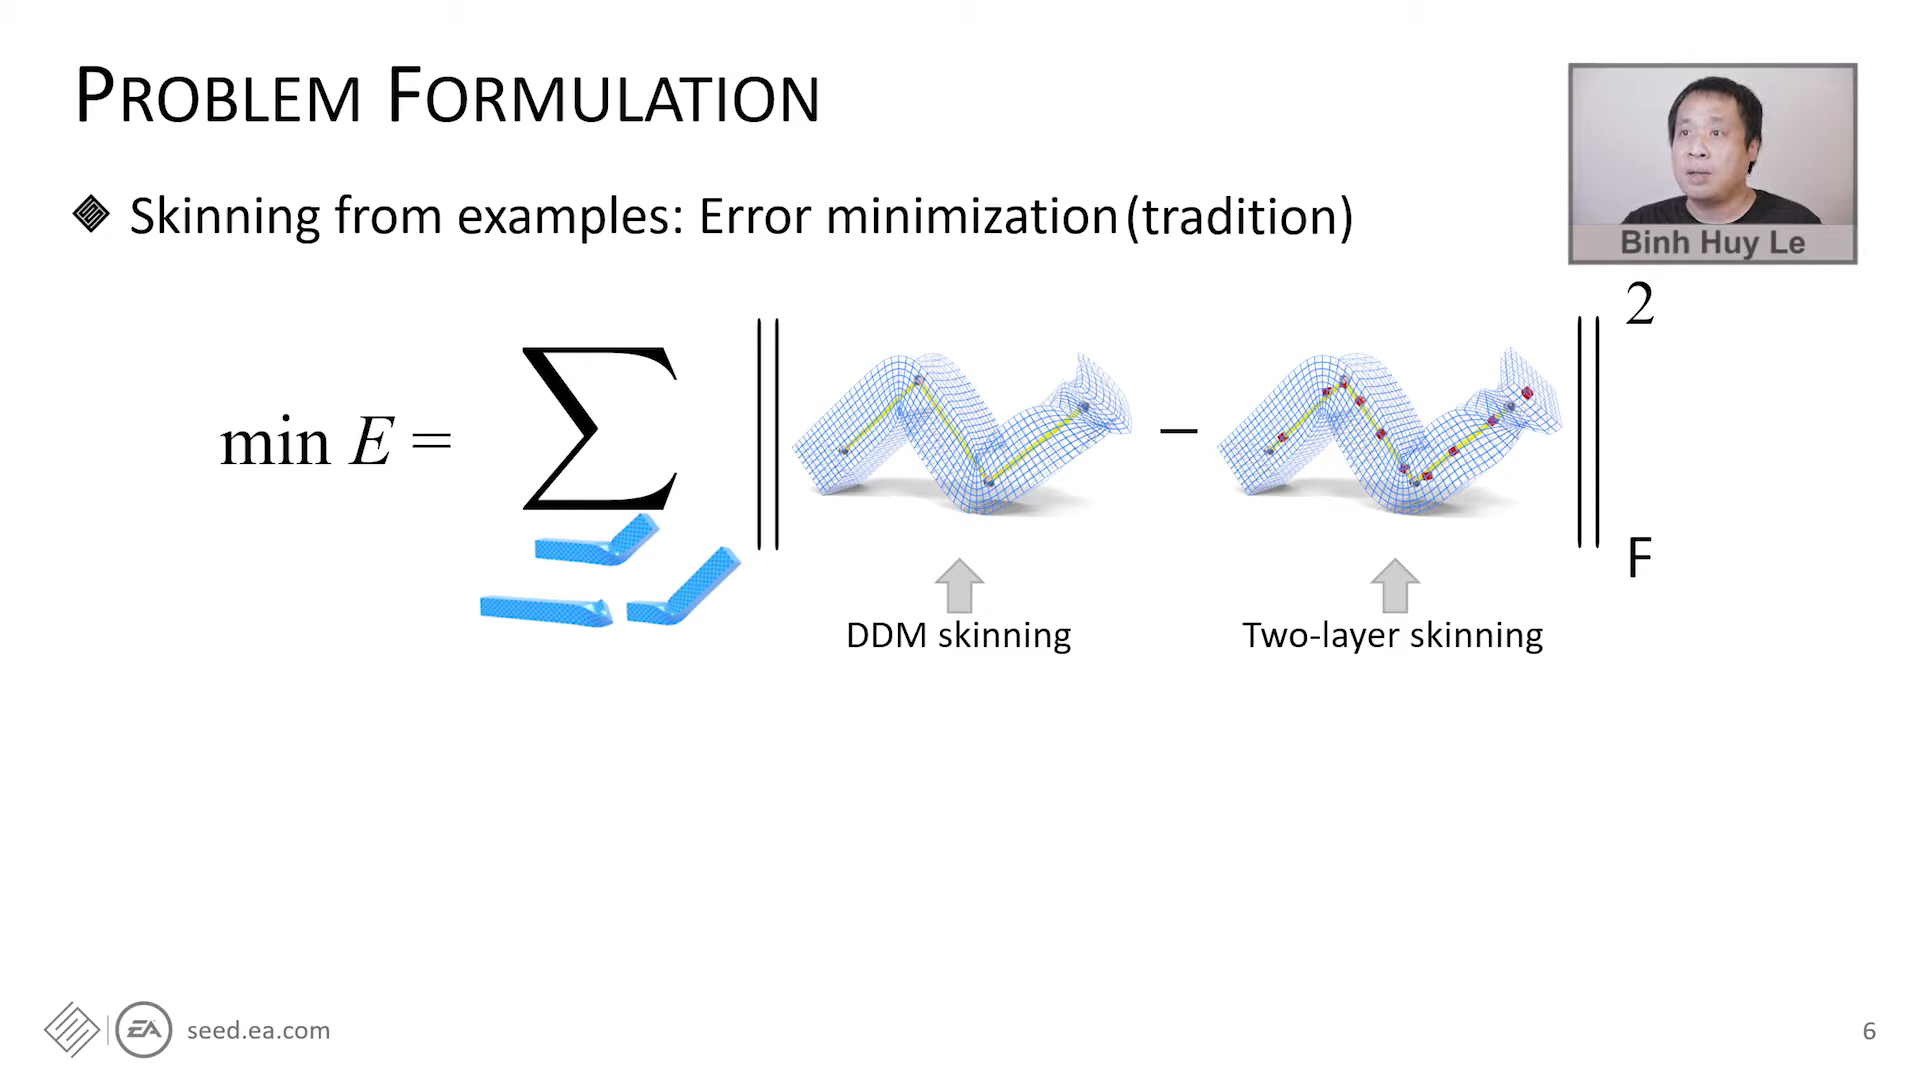 PROBLEM FORMULATION
Skinning from examples: Error minimization (tradition)
Binh Huy Le
min E = ∑ ‖ − ‖ 2 F
DDM skinning
Two-layer skinning
EA seed.ea.com
6